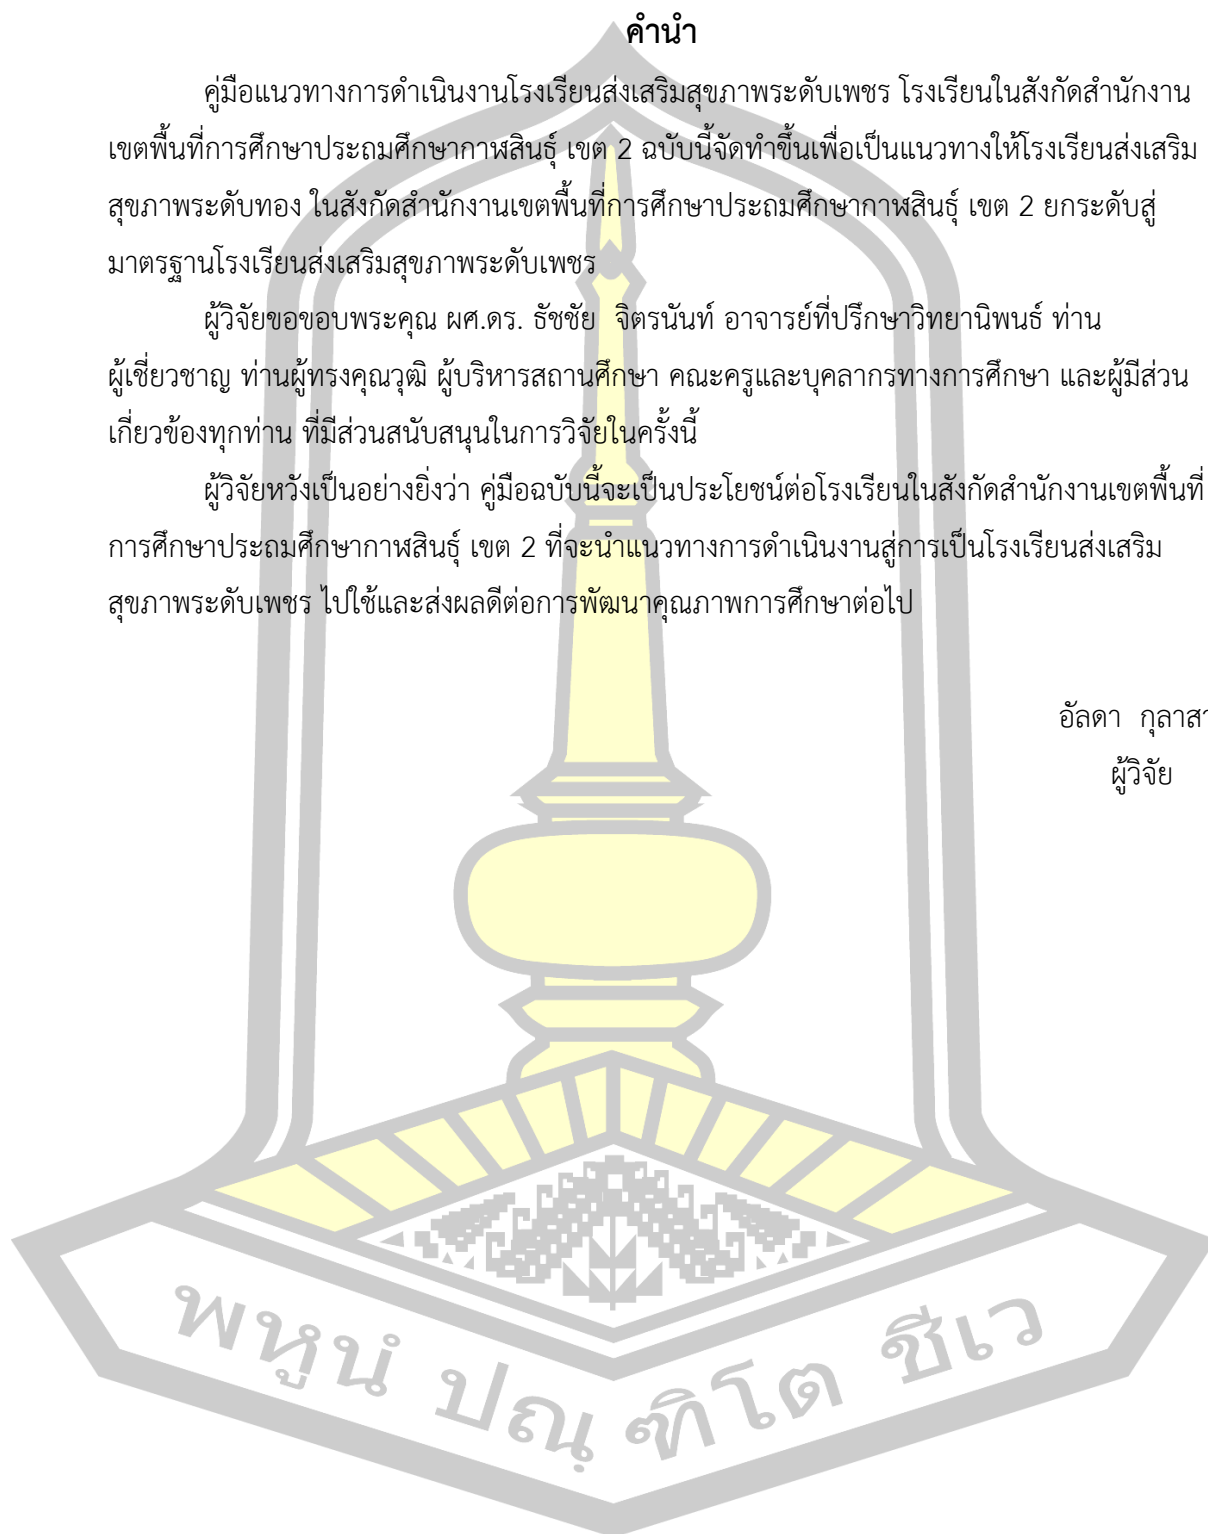 คำนำ
คู่มือแนวทางการดำเนินงานโรงเรียนส่งเสริมสุขภาพระดับเพชร โรงเรียนในสังกัดสำนักงาน
เขตพื้นที่การศึกษาประถมศึกษากาฬสินธุ์ เขต 2 ฉบับนี้จัดทำขึ้นเพื่อเป็นแนวทางให้โรงเรียนส่งเสริม
สุขภาพระดับทอง ในสังกัดสำนักงานเขตพื้นที่การศึกษาประถมศึกษากาฬสินธุ์ เขต 2 ยกระดับสู่
มาตรฐานโรงเรียนส่งเสริมสุขภาพระดับเพชร
ผู้วิจัยขอขอบพระคุณ ผศ.ดร. ธัชชัย จิตรนันท์ อาจารย์ที่ปรึกษาวิทยานิพนธ์ ท่าน
ผู้เชี่ยวชาญ ท่านผู้ทรงคุณวุฒิ ผู้บริหารสถานศึกษา คณะครูและบุคลากรทางการศึกษา และผู้มีส่วน
เกี่ยวข้องทุกท่าน ที่มีส่วนสนับสนุนในการวิจัยในครั้งนี้
ผู้วิจัยหวังเป็นอย่างยิ่งว่า คู่มือฉบับนี้จะเป็นประโยชน์ต่อโรงเรียนในสังกัดสำนักงานเขตพื้นที่
การศึกษาประถมศึกษากาฬสินธุ์ เขต 2 ที่จะนำแนวทางการดำเนินงานสู่การเป็นโรงเรียนส่งเสริม
สุขภาพระดับเพชร ไปใช้และส่งผลดีต่อการพัฒนาคุณภาพการศึกษาต่อไป
อัลดา
ผู้วิจัย
พหูนํ ปณฺฑิโต ชีเว